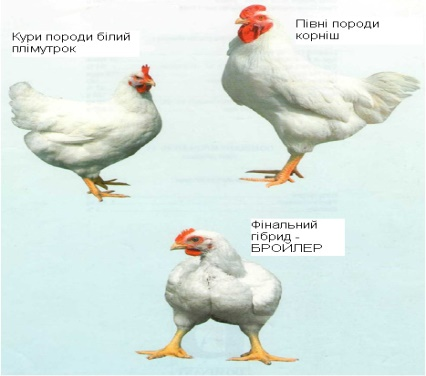 Кури породи білий
плімутрок
Півні породи
корніш
Фінальний
гібрид -
БРОЙЛЕР